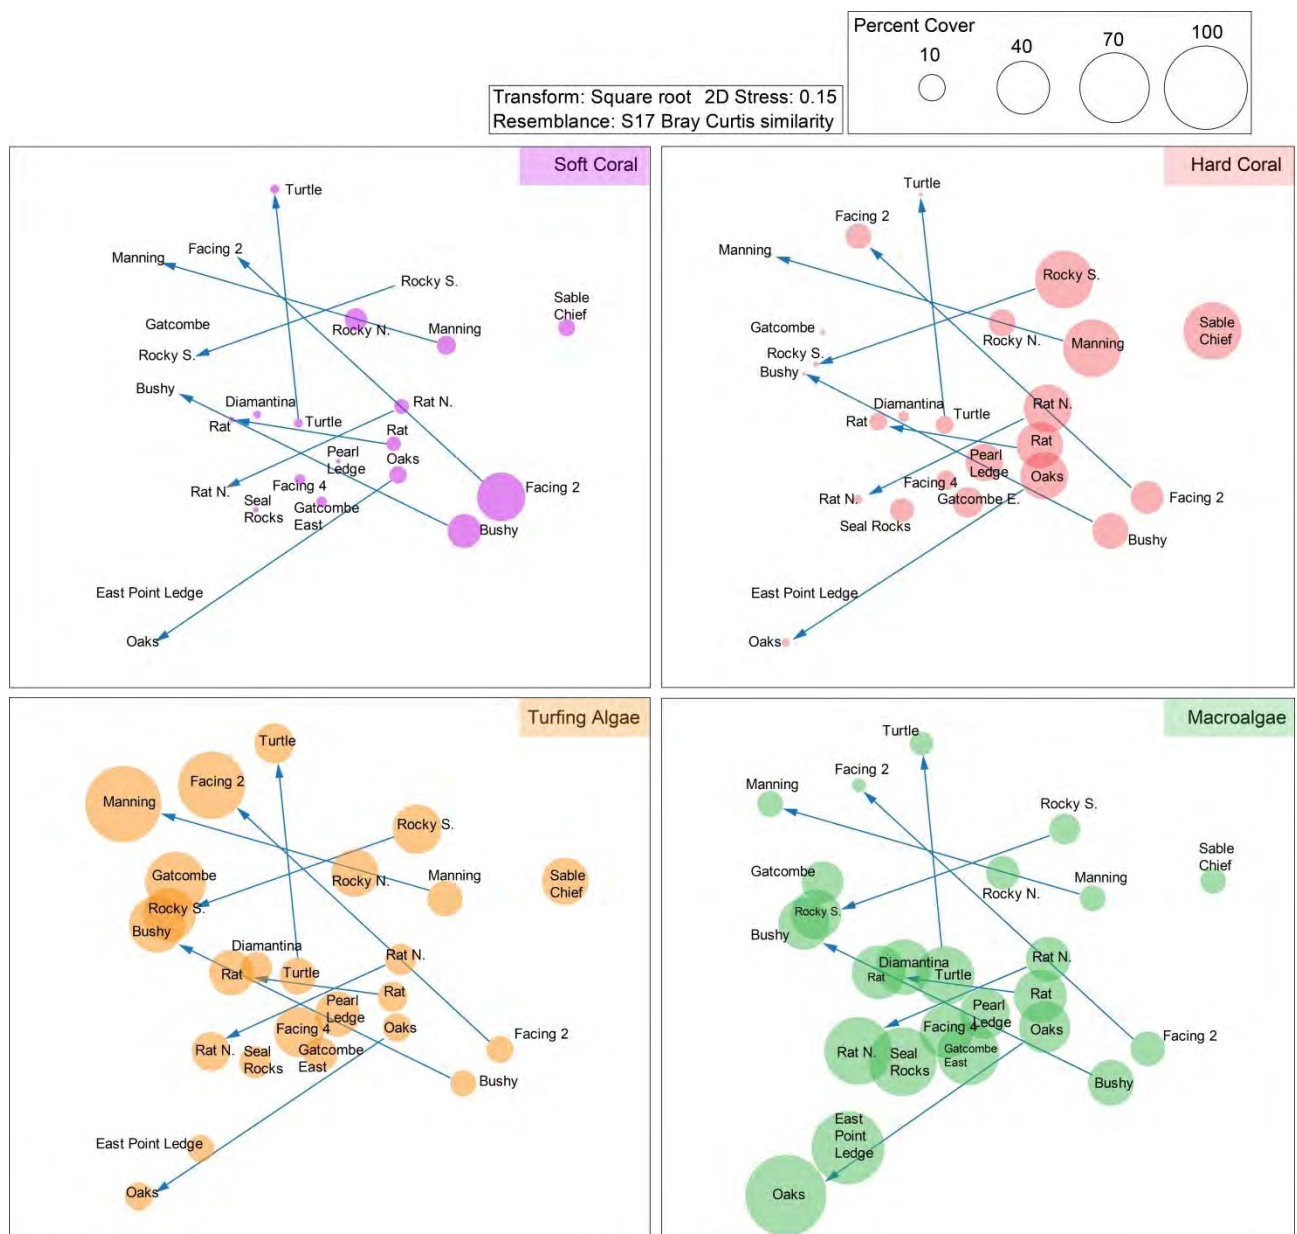 Percent Cover
10
40
70
100
Transform: Square root 2D Stress: 0.15
Resemblance: S17 Bray Curtis similarity
Soft Coral
Turtle
Facing 2
Manning
Rocky S.
Sable
Chief
Gatcombe
Rocky N.
Manning
Rocky S.
Bushy
Diamantina
Rat N.
Rat
Turtle
Rat
Pearl
Ledge
Oaks
Rat N.
Facing 4
Facing 2
Seal
Rocks
Gatcombe
East
Bushy
East Point Ledge
Oaks
Hard Coral
Turtle
Facing 2
Manning
Rocky S.
Sable
Chief
Gatcombe
Rocky N.
Manning
Rocky S.
Bushy
Diamantina
Rat N.
Rat
Turtle
Rat
Pearl
Ledge
Oaks
Facing 4
Rat N.
Gatcombe E.
Facing 2
Seal Rocks
Bushy
East Point Ledge
Oaks
Turfing Algae
Turtle
Facing 2
Manning
Rocky S.
Gatcombe
Rocky N.
Manning
Sable
Chief
Rocky S.
Bushy
Diamantina
Rat N.
Rat
Turtle
Rat
Pearl
Ledge
Facing 4
Oaks
Facing 2
Rat N.
Seal
Rocks
Gatcombe
East
Bushy
East Point Ledge
Oaks
Macroalgae
Turtle
Facing 2
Manning
Rocky S.
Sable
Chief
Gatcombe
Rocky N.
Manning
Rocky S.
Bushy
Diamantina
Rat N.
Rat
Turtle
Rat
Pearl
Ledge
Facing 4
Oaks
Facing 2
Rat N.
Seal
Rocks
Gatcombe
East
Bushy
East
Point
Ledge
Oaks